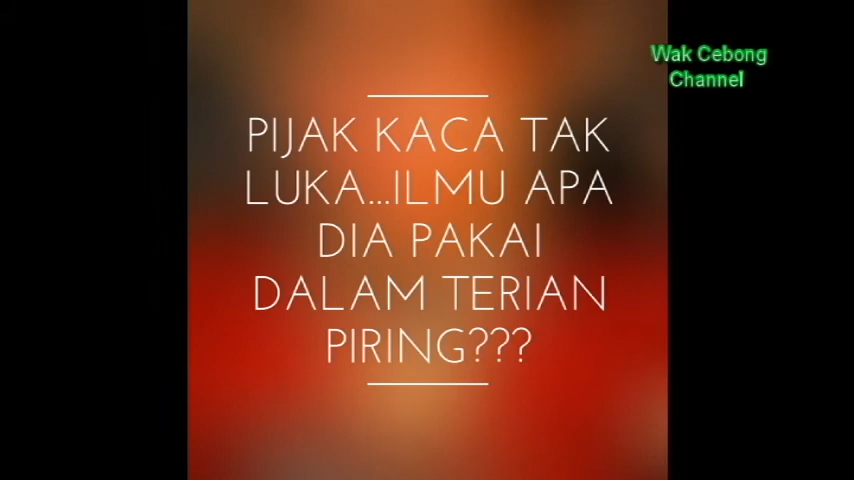 Wak Cebong
Channel
PIJAK KACA TAK
LUKA...ILMU APA
DIA PAKAI
DALAM TERIAN
PIRING???